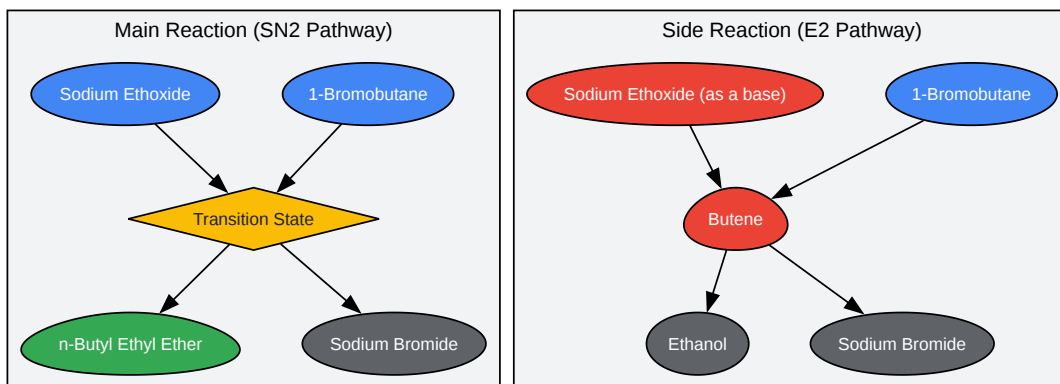 Main Reaction (SN2 Pathway)
Sodium Ethoxide
1-Bromobutane
Transition State
n-Butyl Ethyl Ether
Sodium Bromide
Side Reaction (E2 Pathway)
Sodium Ethoxide (as a base)
1-Bromobutane
Butene
Ethanol
Sodium Bromide